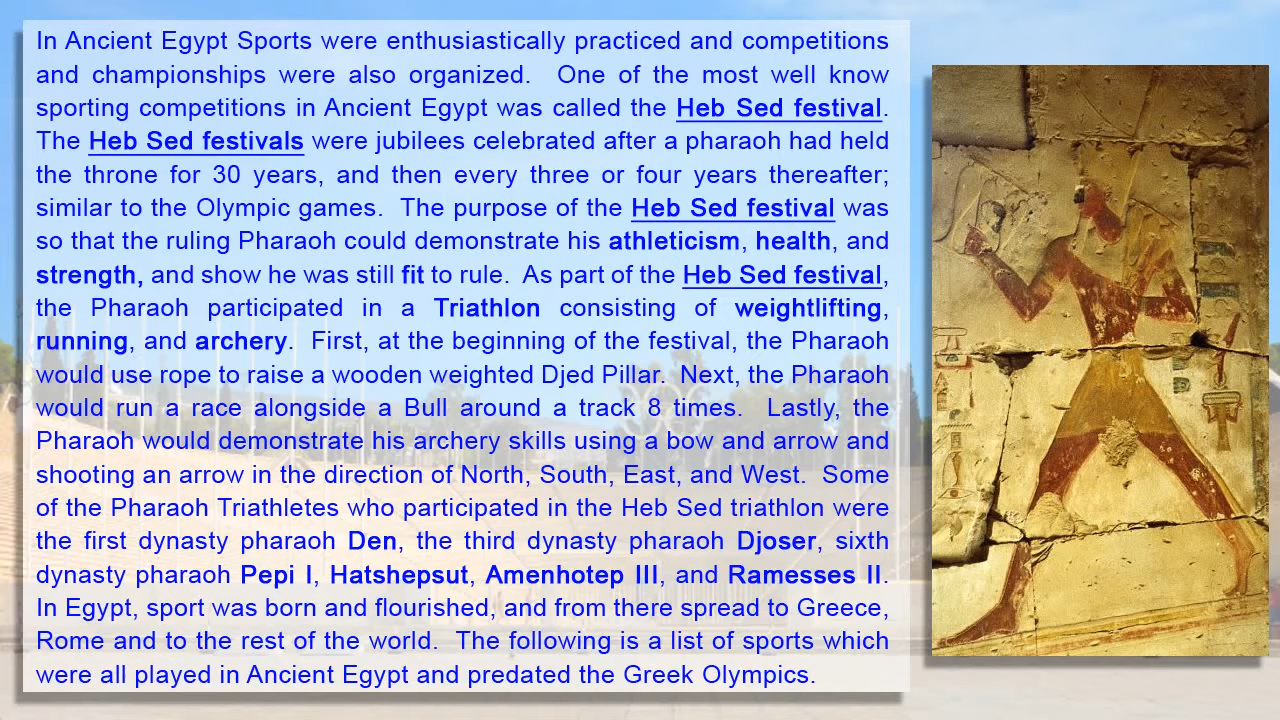 In Ancient Egypt Sports were enthusiastically practiced and competitions
and championships were also organized. One of the most well know
sporting competitions in Ancient Egypt was called the Heb Sed festival.
The Heb Sed festivals were jubilees celebrated after a pharaoh had held
the throne for 30 years, and then every three or four years thereafter;
similar to the Olympic games. The purpose of the Heb Sed festival was
so that the ruling Pharaoh could demonstrate his athleticism, health, and
strength, and show he was still fit to rule. As part of the Heb Sed festival,
the Pharaoh participated in a Triathlon consisting of weightlifting,
running, and archery. First, at the beginning of the festival, the Pharaoh
would use rope to raise a wooden weighted Djed Pillar. Next, the Pharaoh
would run a race alongside a Bull around a track 8 times. Lastly, the
Pharaoh would demonstrate his archery skills using a bow and arrow and
shooting an arrow in the direction of North, South, East, and West. Some
of the Pharaoh Triathletes who participated in the Heb Sed triathlon were
the first dynasty pharaoh Den, the third dynasty pharaoh Djoser, sixth
dynasty pharaoh Pepi I, Hatshepsut, Amenhotep III, and Ramesses II.
In Egypt, sport was born and flourished, and from there spread to Greece,
Rome and to the rest of the world. The following is a list of sports which
were all played in Ancient Egypt and predated the Greek Olympics.